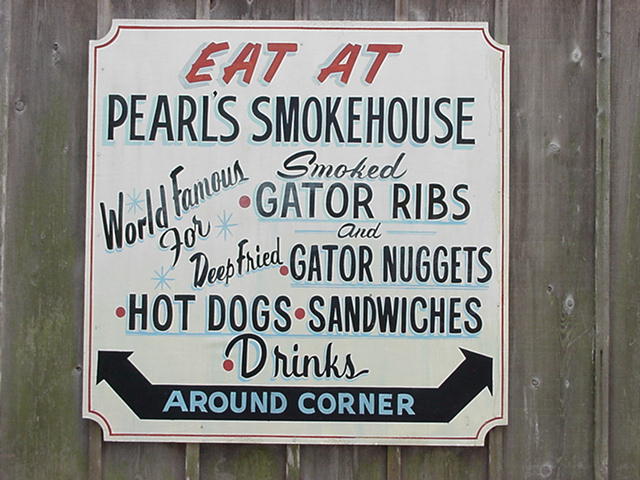 EAT AT
PEARL'S SMOKEHOUSE
World Famous
For
Smoked
•GATOR RIBS
And
Deep Fried •GATOR NUGGETS
•HOT DOGS •SANDWICHES
•Drinks
AROUND CORNER